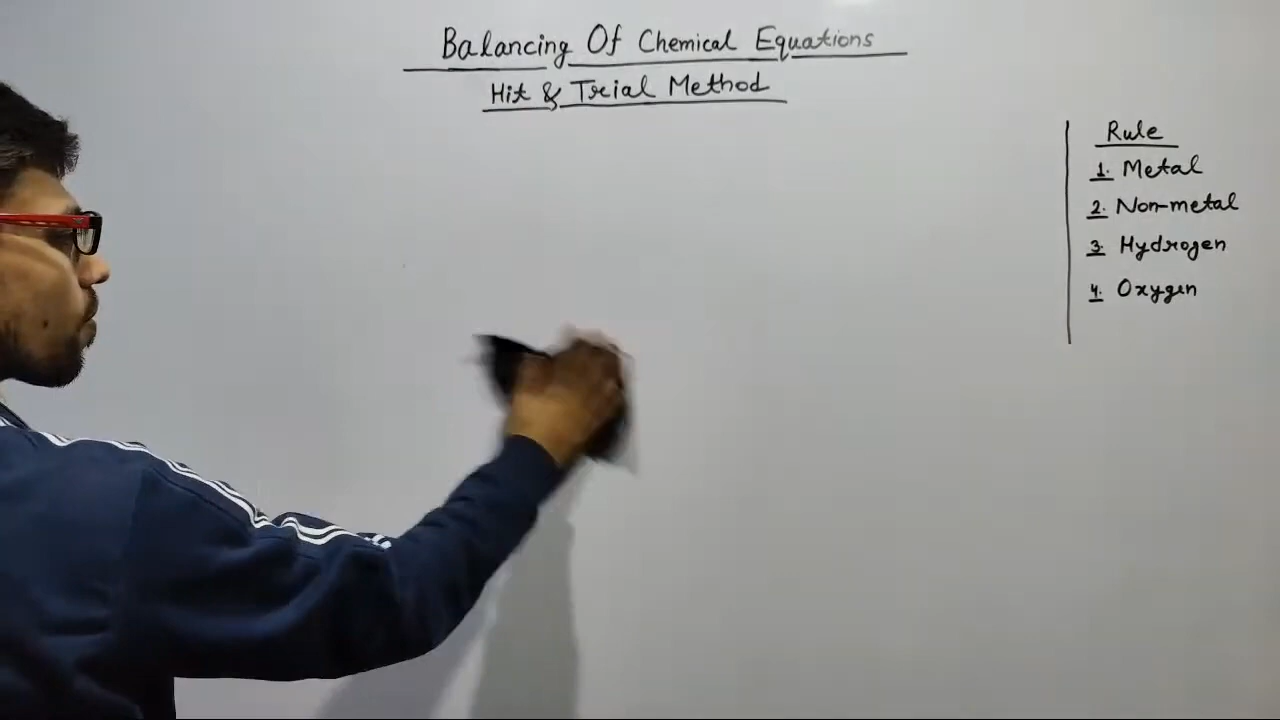 Balancing Of Chemical Equations
Hit & Trial Method
Rule
1. Metal
2. Non-metal
3. Hydrogen
4. Oxygen